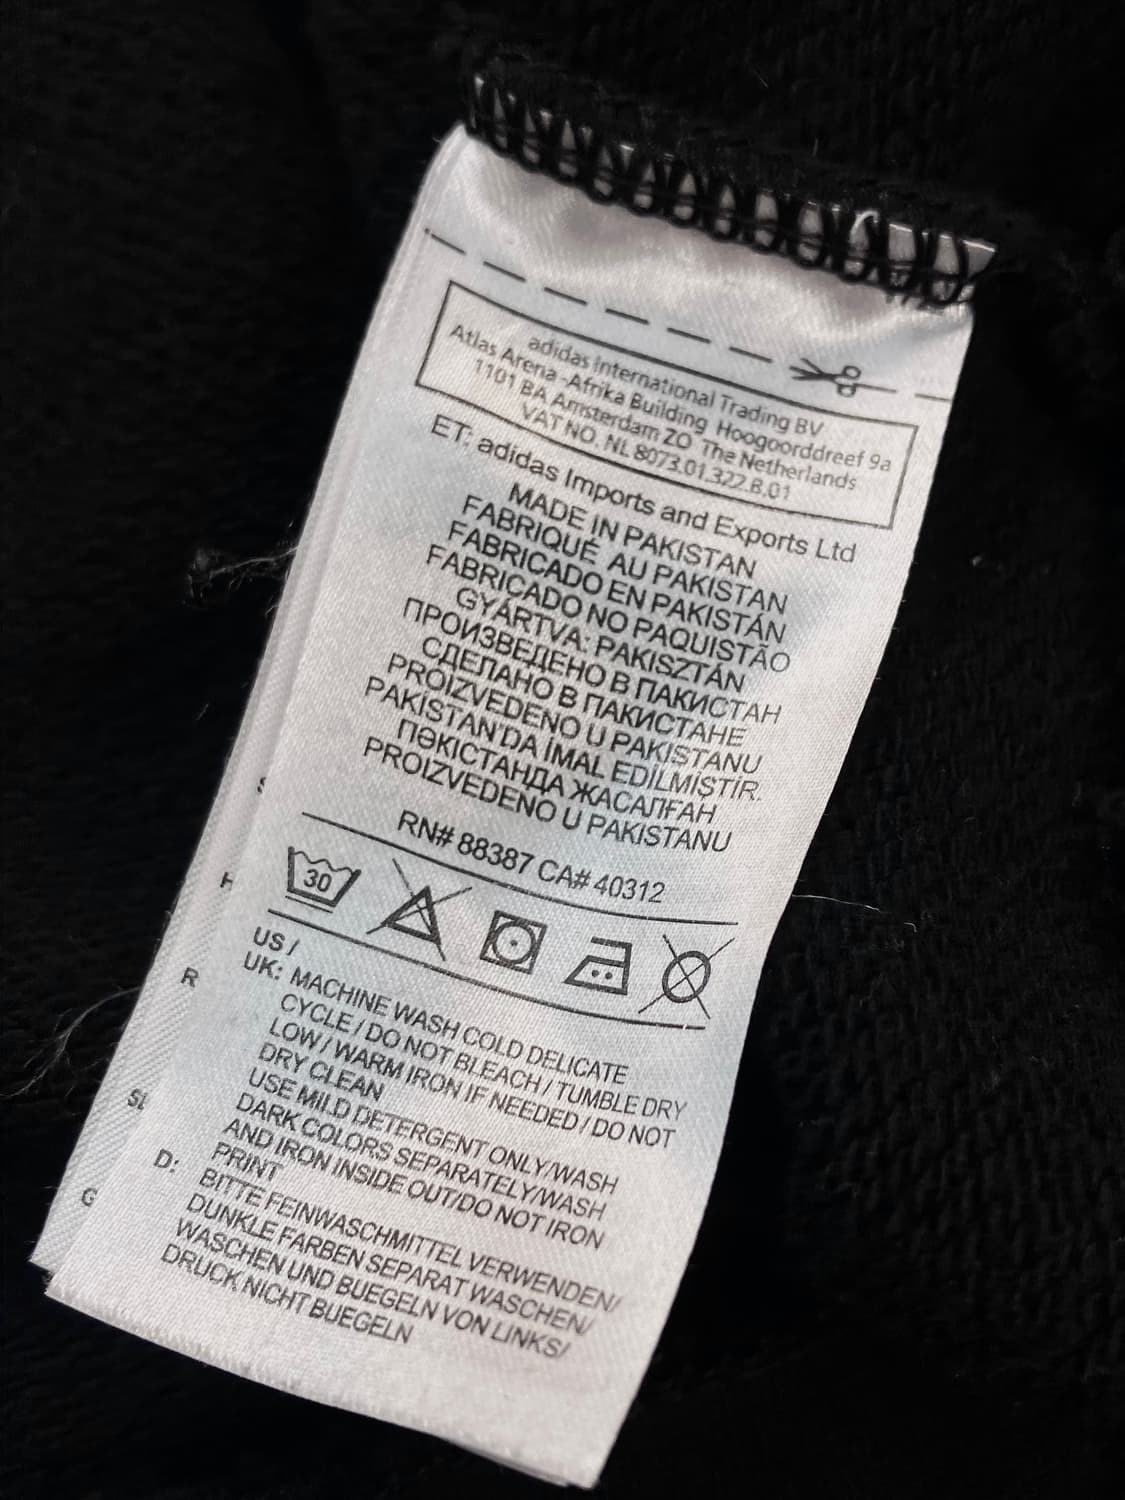 adidas International Trading BV
Atlas Arena -Afrika Building Hoogoorddreef 9a
1101 BA Amsterdam ZO The Netherlands
VAT NO. NL 8073.01.322.B.01
ET: adidas Imports and Exports Ltd
MADE IN PAKISTAN
FABRIQUÉ AU PAKISTAN
FABRICADO EN PAKISTÁN
FABRICADO NO PAQUISTÃO
GYÁRTVA: PAKISZTÁN
ПРОИЗВЕДЕНО В ПАКИСТАН
СДЕЛАНО В ПАКИСТАНЕ
PROIZVEDENO U PAKISTANU
PAKİSTAN'DA İMAL EDİLMİŞTİR.
ПӘКІСТАНДА ЖАСАЛҒАН
PROIZVEDENO U PAKISTANU
RN# 88387 CA# 40312
30
US /
UK: MACHINE WASH COLD DELICATE
CYCLE / DO NOT BLEACH / TUMBLE DRY
LOW / WARM IRON IF NEEDED / DO NOT
DRY CLEAN
USE MILD DETERGENT ONLY/WASH
DARK COLORS SEPARATELY/WASH
AND IRON INSIDE OUT/DO NOT IRON
PRINT
D: BITTE FEINWASCHMITTEL VERWENDEN/
DUNKLE FARBEN SEPARAT WASCHEN/
WASCHEN UND BUEGELN VON LINKS/
DRUCK NICHT BUEGELN
H
R
SL
G